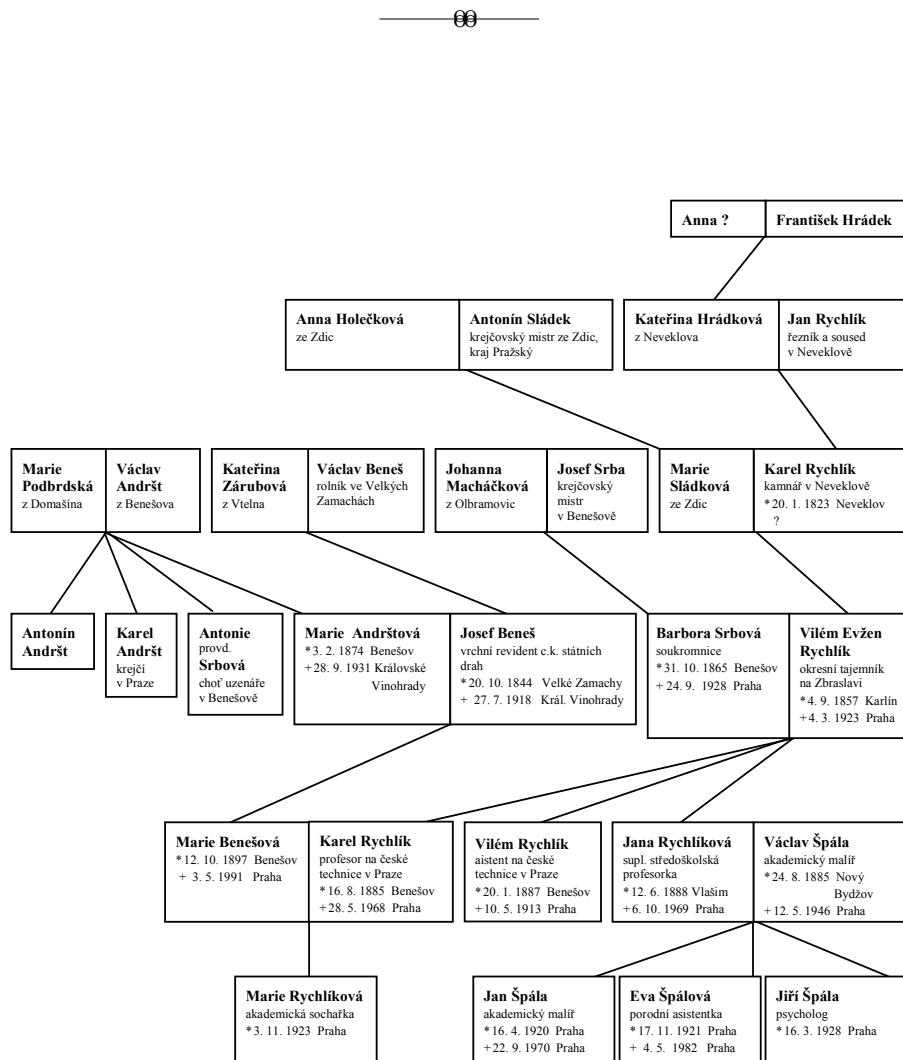 Anna ?
František Hrádek
Anna Holečková
ze Zdic
Antonín Sládek
krejčovský mistr ze Zdic,
kraj Pražský
Kateřina Hrádková
z Neveklova
Jan Rychlík
řezník a soused
v Neveklově
Marie
Podbrdská
z Domašína
Václav
Andršt
z Benešova
Kateřina
Zárubová
z Vtelna
Václav Beneš
rolník ve Velkých
Zamachách
Johanna
Macháčková
z Olbramovic
Josef Srba
krejčovský
mistr
v Benešově
Marie
Sládková
ze Zdic
Karel Rychlík
kamnář v Neveklově
*20. 1. 1823 Neveklov
?
Antonín
Andršt
Karel
Andršt
krejčí
v Praze
Antonie
provd.
Srbová
choť uzenáře
v Benešově
Marie Andrštová
*3. 2. 1874 Benešov
+28. 9. 1931 Královské
Vinohrady
Josef Beneš
vrchní revident c.k. státních
drah
*20. 10. 1844 Velké Zamachy
+ 27. 7. 1918 Král. Vinohrady
Barbora Srbová
soukromnice
*31. 10. 1865 Benešov
+24. 9. 1928 Praha
Vilém Evžen
Rychlík
okresní tajemník
na Zbraslavi
*4. 9. 1857 Karlín
+4. 3. 1923 Praha
Marie Benešová
*12. 10. 1897 Benešov
+ 3. 5. 1991 Praha
Karel Rychlík
profesor na české
technice v Praze
*16. 8. 1885 Benešov
+28. 5. 1968 Praha
Vilém Rychlík
aistent na české
technice v Praze
*20. 1. 1887 Benešov
+10. 5. 1913 Praha
Jana Rychlíková
supl. středoškolská
profesorka
*12. 6. 1888 Vlašim
+6. 10. 1969 Praha
Václav Špála
akademický malíř
*24. 8. 1885 Nový
Bydžov
+12. 5. 1946 Praha
Marie Rychlíková
akademická sochařka
*3. 11. 1923 Praha
Jan Špála
akademický malíř
*16. 4. 1920 Praha
+22. 9. 1970 Praha
Eva Špálová
porodní asistentka
*17. 11. 1921 Praha
+ 4. 5. 1982 Praha
Jiří Špála
psycholog
*16. 3. 1928 Praha